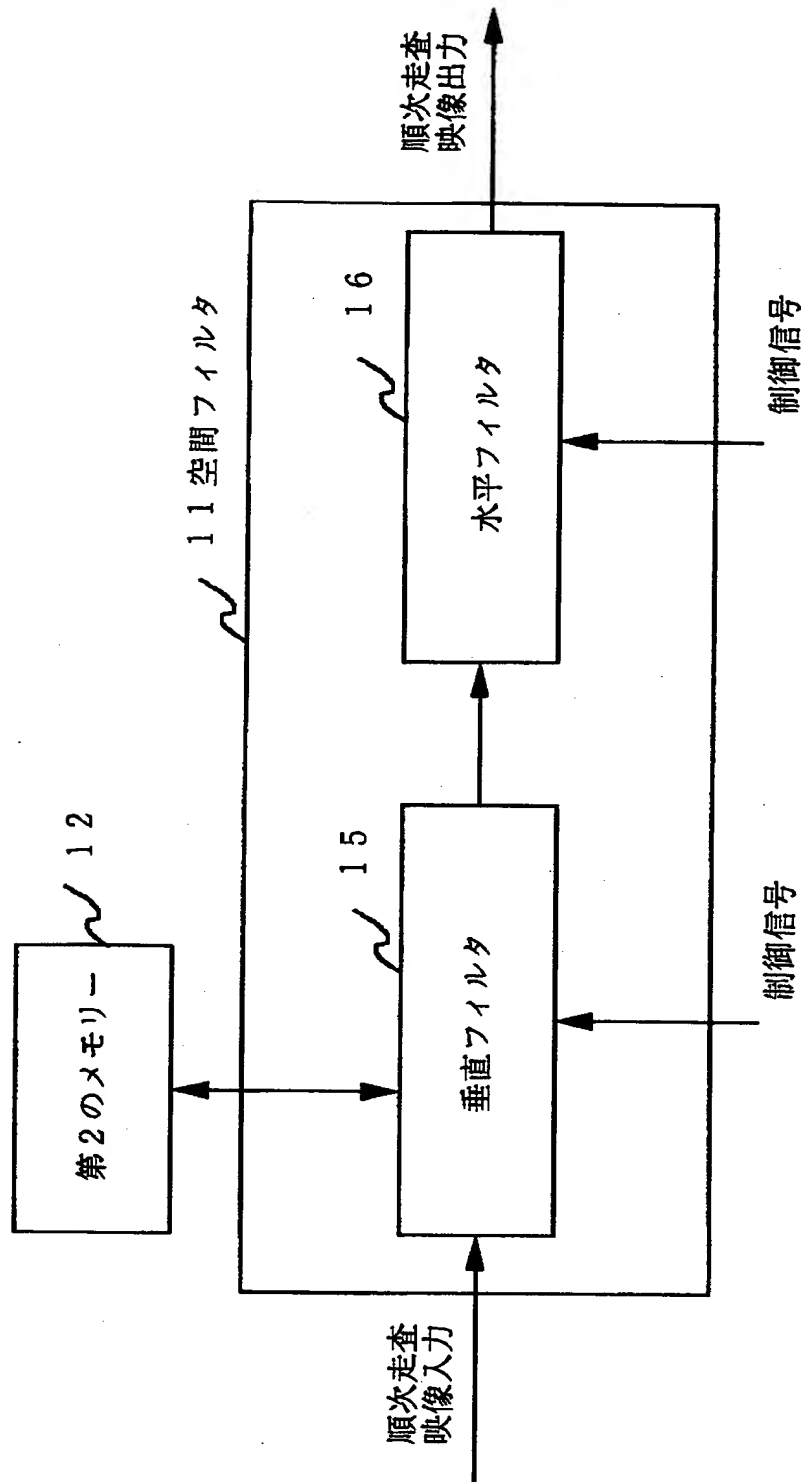 第2のメモリー
１２
１１空間フィルタ
順次走査
映像入力
１５
垂直フィルタ
制御信号
１６
水平フィルタ
制御信号
順次走査
映像出力